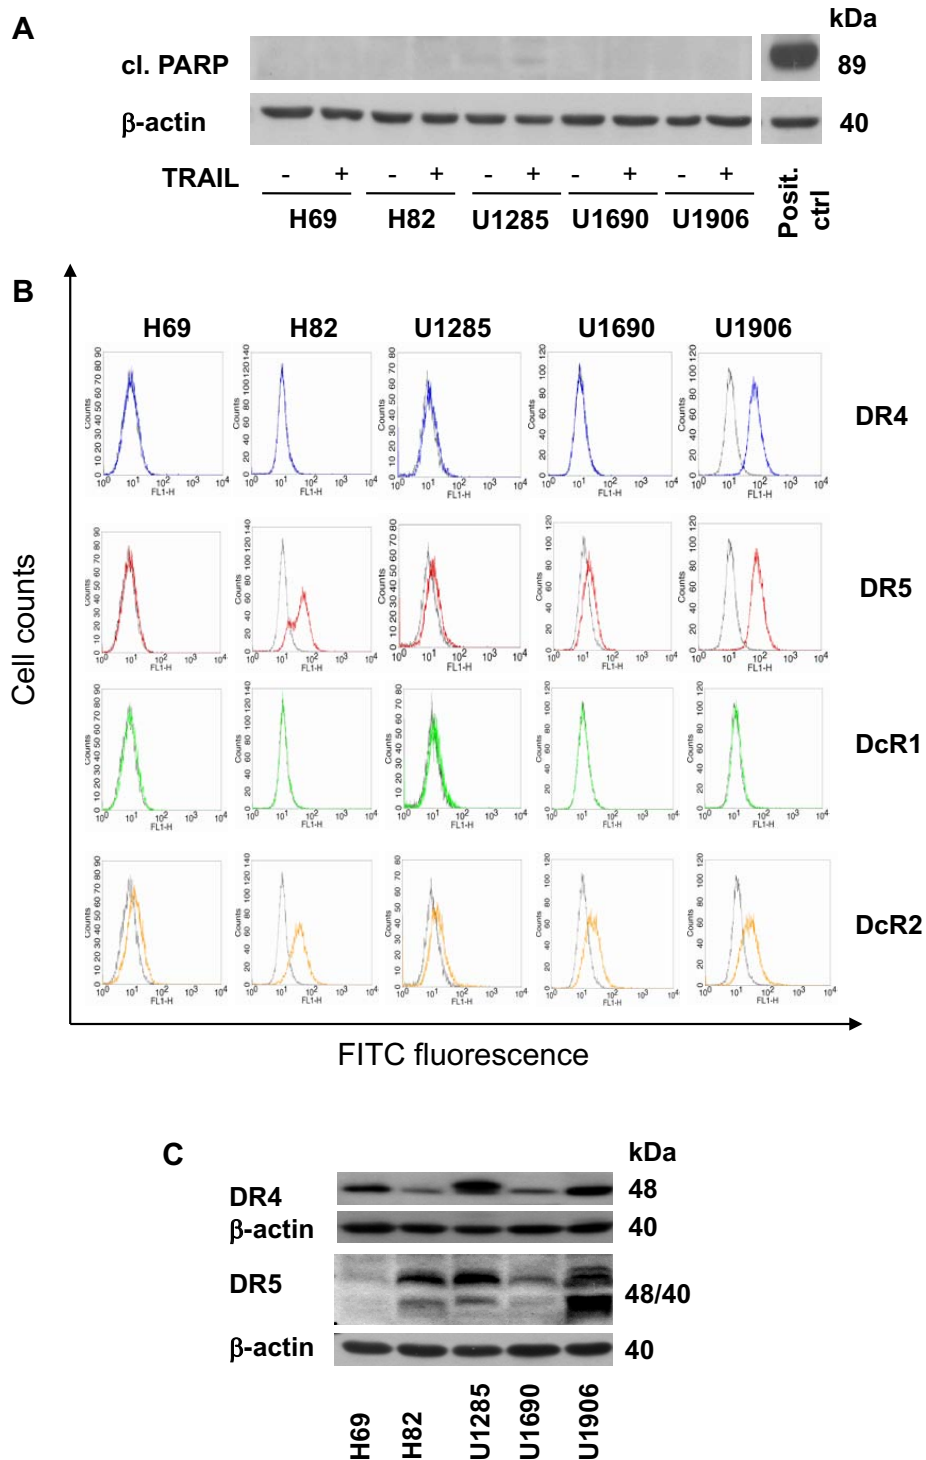 A
kDa
cl. PARP
89
β-actin
40
TRAIL - + - + - + - + - +
H69 H82 U1285 U1690 U1906
Posit. ctrl
B
H69 H82 U1285 U1690 U1906
DR4
DR5
DcR1
DcR2
Cell counts
Counts
FL1-H
FITC fluorescence
C
kDa
DR4
48
β-actin
40
DR5
48/40
β-actin
40
H69 H82 U1285 U1690 U1906